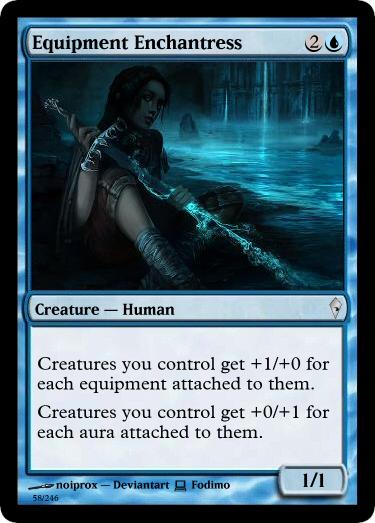 Equipment Enchantress 2
Creature — Human
Creatures you control get +1/+0 for
each equipment attached to them.
Creatures you control get +0/+1 for
each aura attached to them.
noiprox — Deviantart Fodimo
1/1
58/246